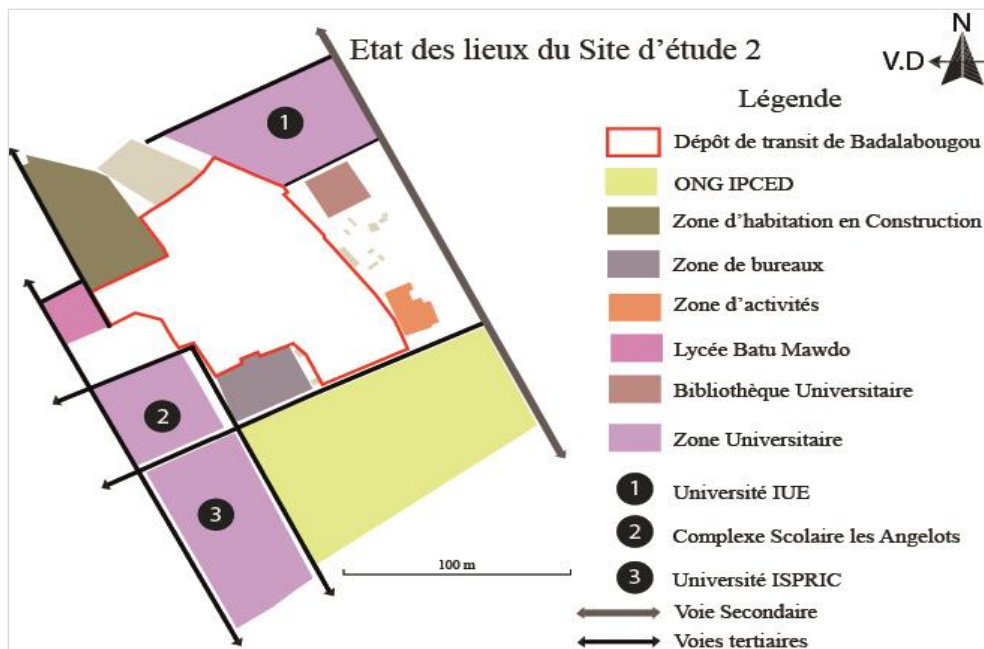 Etat des lieux du Site d'étude 2
N
V.D
Légende
Dépôt de transit de Badalabougou
ONG IPCED
Zone d'habitation en Construction
Zone de bureaux
Zone d'activités
Lycée Batu Mawdo
Bibliothèque Universitaire
Zone Universitaire
1 Université IUE
2 Complexe Scolaire les Angelots
3 Université ISPRIC
Voie Secondaire
Voies tertiaires
1
2
3
100 m